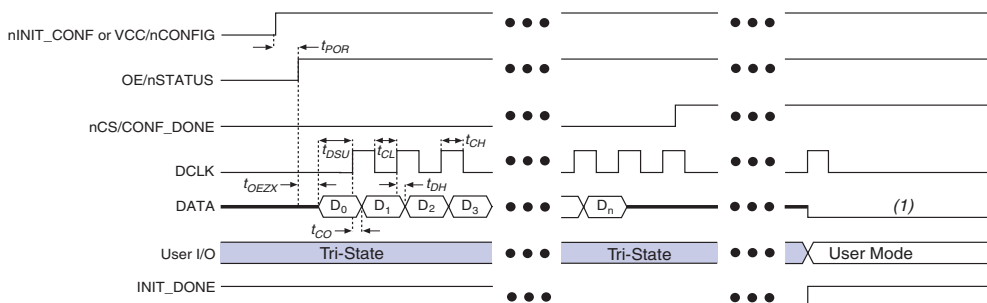 nINIT_CONF or VCC/nCONFIG
tPOR
OE/nSTATUS
nCS/CONF_DONE
tDSU tCL tCH
DCLK
tOEZX tDH
DATA D0 D1 D2 D3 Dn (1)
tCO
User I/O Tri-State Tri-State User Mode
INIT_DONE